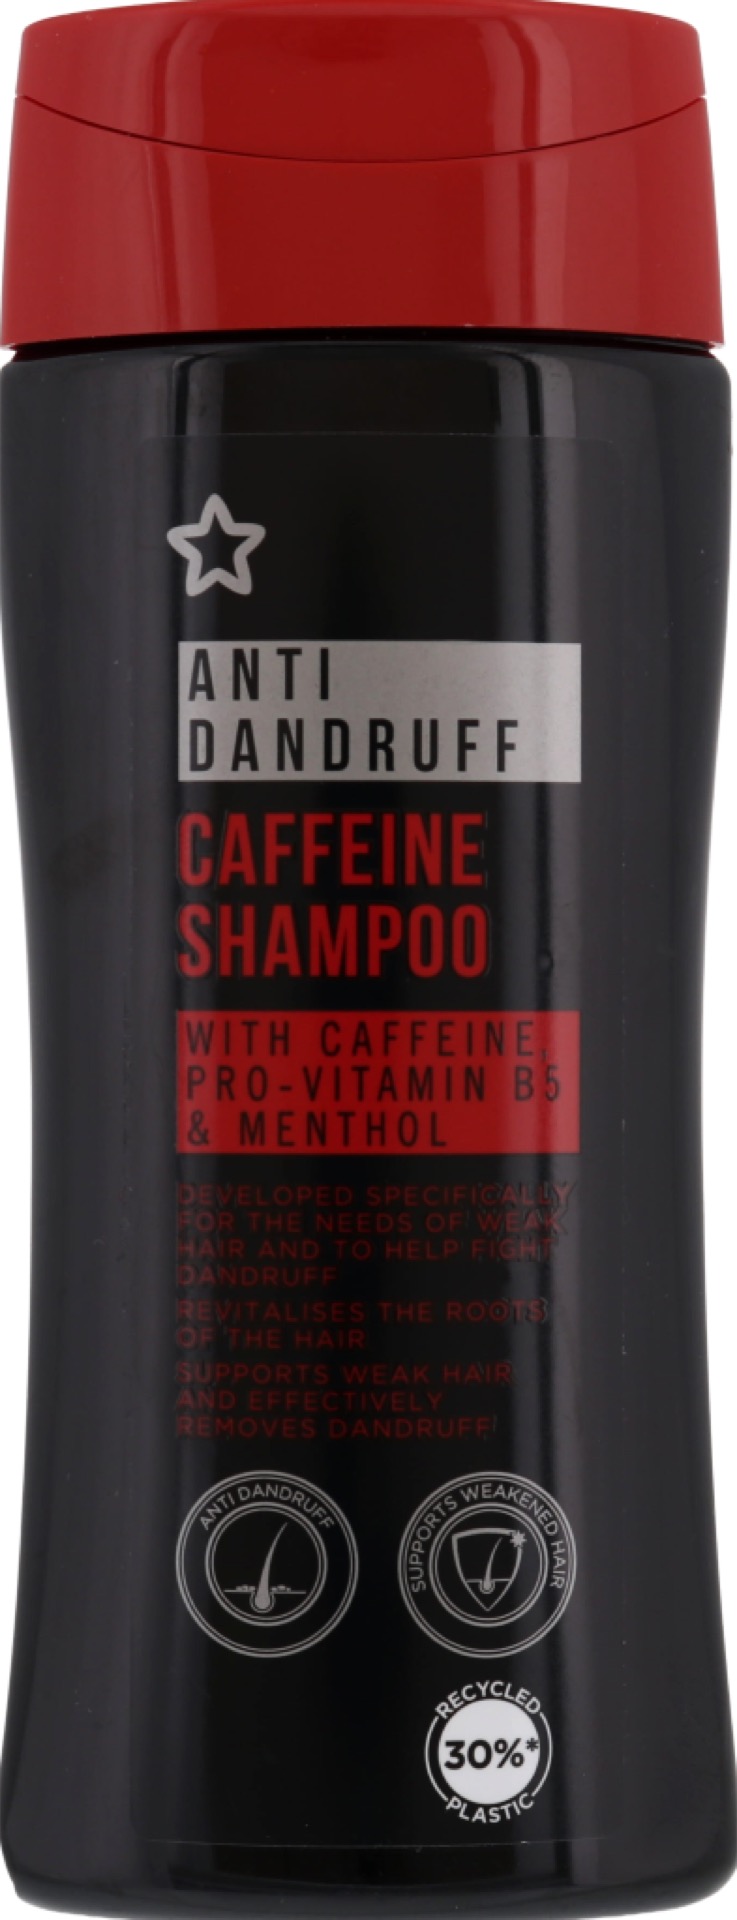 ANTI
DANDRUFF
CAFFEINE
SHAMPOO
WITH CAFFEINE,
PRO-VITAMIN B5
& MENTHOL
DEVELOPED SPECIFICALLY
FOR THE NEEDS OF WEAK
HAIR AND TO HELP FIGHT
DANDRUFF
REVITALISES THE ROOTS
OF THE HAIR
SUPPORTS WEAK HAIR
AND EFFECTIVELY
REMOVES DANDRUFF
ANTI DANDRUFF
SUPPORTS WEAKENED HAIR
RECYCLED
30%*
PLASTIC